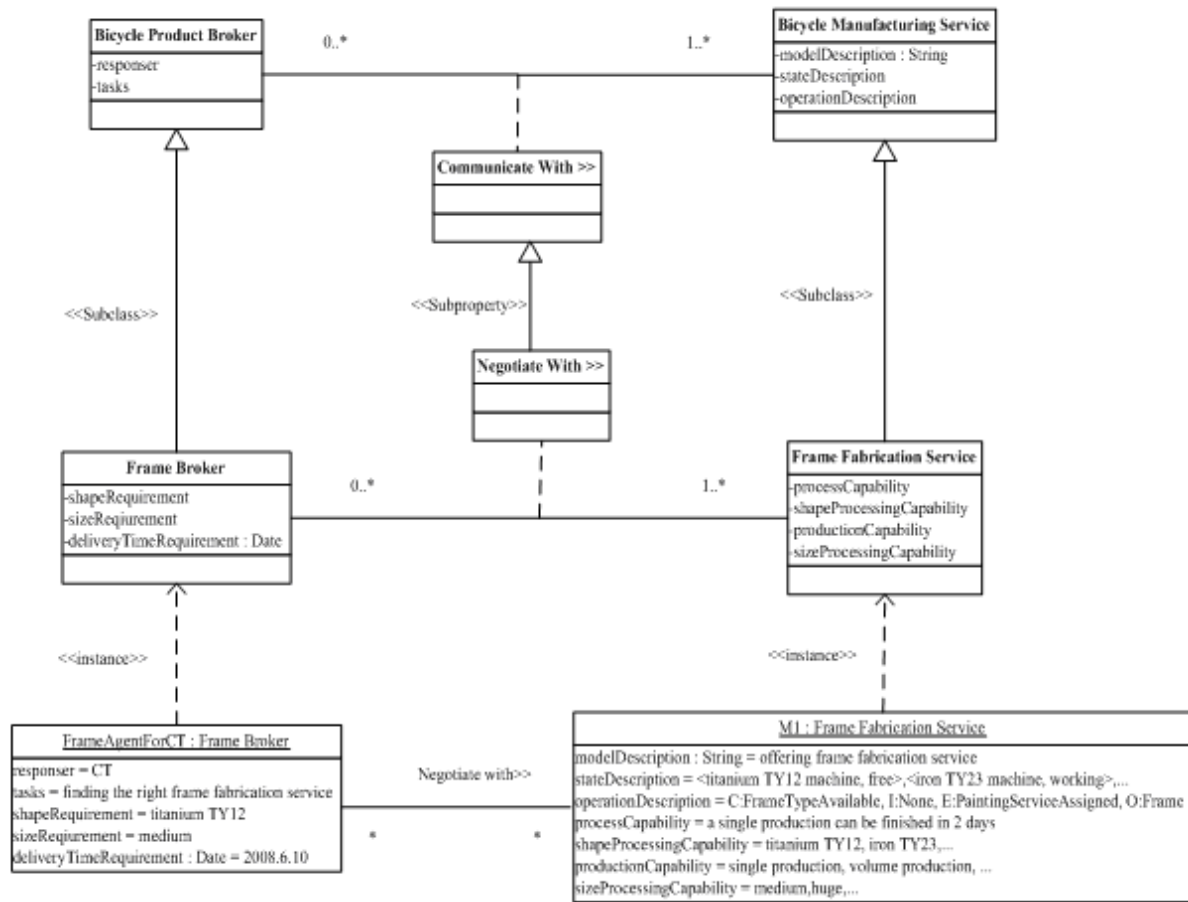 Bicycle Product Broker
-responser
-tasks
0..*
1..*
Bicycle Manufacturing Service
-modelDescription : String
-stateDescription
-operationDescription
Communicate With >>
<<Subclass>>
<<Subproperty>>
<<Subclass>>
Negotiate With >>
Frame Broker
-shapeRequirement
-sizeReqiurement
-deliveryTimeRequirement : Date
0..*
1..*
Frame Fabrication Service
-processCapability
-shapeProcessingCapability
-productionCapability
-sizeProcessingCapability
<<instance>>
<<instance>>
FrameAgentForCT : Frame Broker
responser = CT
tasks = finding the right frame fabrication service
shapeRequirement = titanium TY12
sizeReqiurement = medium
deliveryTimeRequirement : Date = 2008.6.10
Negotiate with>>
*
*
M1 : Frame Fabrication Service
modelDescription : String = offering frame fabrication service
stateDescription = <titanium TY12 machine, free>,<iron TY23 machine, working>,...
operationDescription = C:FrameTypeAvailable, I:None, E:PaintingServiceAssigned, O:Frame
processCapability = a single production can be finished in 2 days
shapeProcessingCapability = titanium TY12, iron TY23,...
productionCapability = single production, volume production, ...
sizeProcessingCapability = medium,huge,...